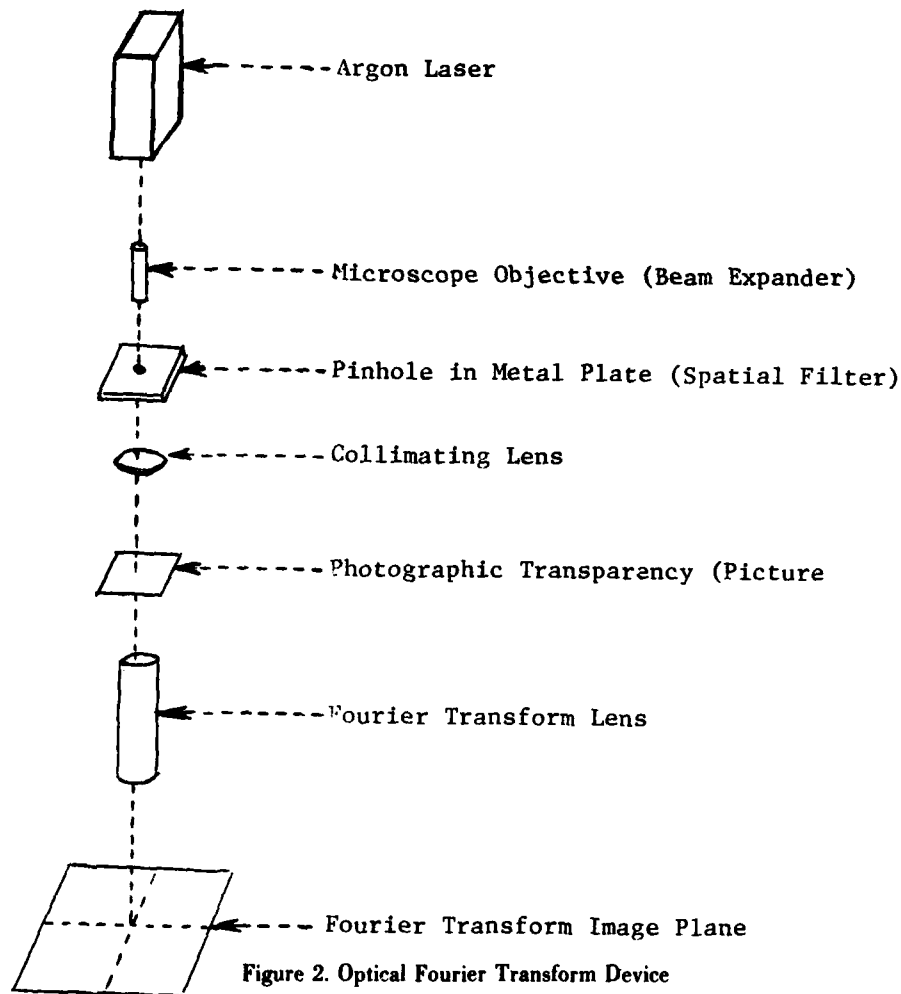 Argon Laser
Microscope Objective (Beam Expander)
Pinhole in Metal Plate (Spatial Filter)
Collimating Lens
Photographic Transparency (Picture
Fourier Transform Lens
Fourier Transform Image Plane
Figure 2. Optical Fourier Transform Device